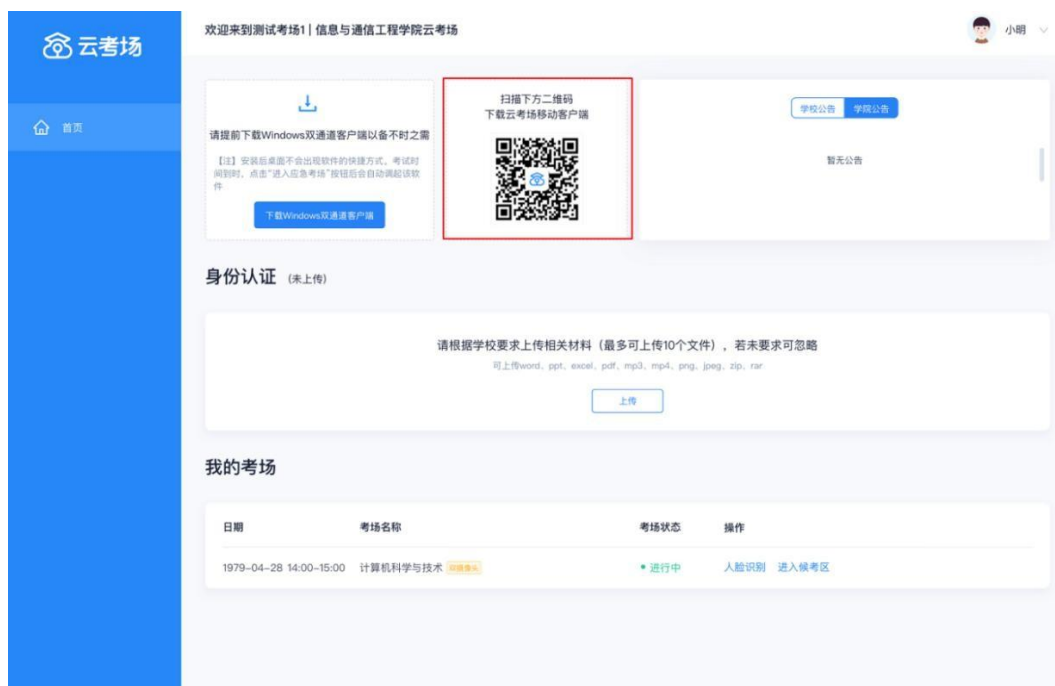 云考场
欢迎来到测试考场1 | 信息与通信工程学院云考场
小明
首页
请提前下载Windows双通道客户端以备不时之需
【注】安装后桌面不会出现软件的快捷方式，考试时
间到时，点击"进入应急考场"按钮后会自动调起该软
件
下载Windows双通道客户端
扫描下方二维码
下载云考场移动客户端
学校公告 学院公告
暂无公告
身份认证 (未上传)
请根据学校要求上传相关材料（最多可上传10个文件），若未要求可忽略
可上传word、ppt、excel、pdf、mp3、mp4、png、jpeg、zip、rar
上传
我的考场
日期 考场名称 考场状态 操作
1979-04-28 14:00-15:00 计算机科学与技术 双摄像头 进行中 人脸识别 进入候考区